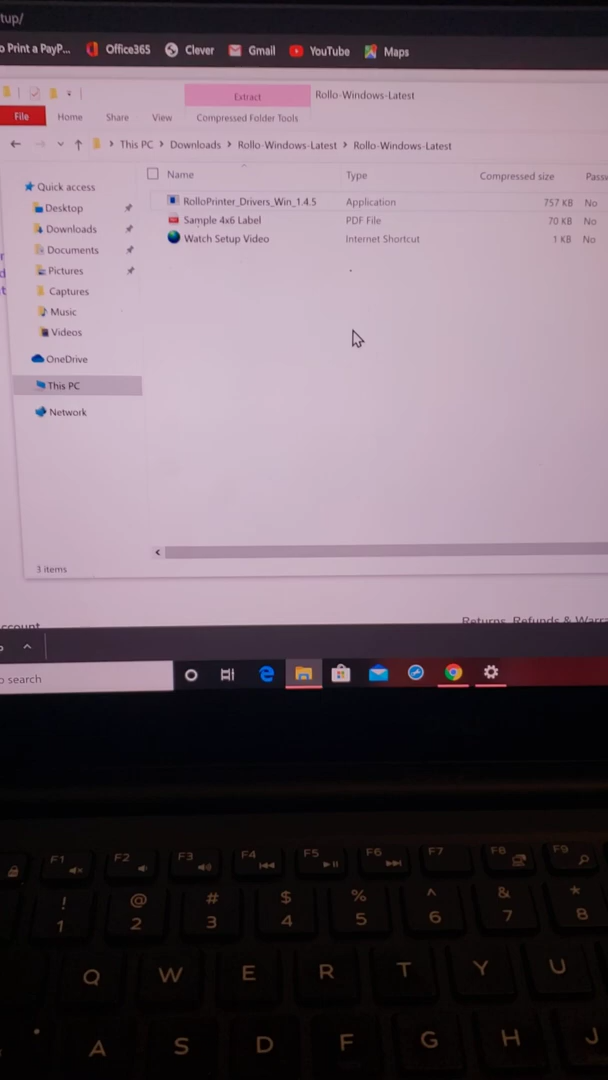 tup/
o Print a PayP... Office365 Clever Gmail YouTube Maps
Extract Rollo-Windows-Latest
File Home Share View Compressed Folder Tools
This PC > Downloads > Rollo-Windows-Latest > Rollo-Windows-Latest
Name Type Compressed size Passw
Quick access
Desktop
Downloads
Documents
Pictures
Captures
Music
Videos
OneDrive
This PC
Network
RolloPrinter_Drivers_Win_1.4.5 Application 757 KB No
Sample 4x6 Label PDF File 70 KB No
Watch Setup Video Internet Shortcut 1 KB No
3 items
ccount Returns, Refunds & Warra
o search
F1 F2 F3 F4 F5 F6 F7 F8 F9
! @ # $ % ^ & *
1 2 3 4 5 6 7 8
Q W E R T Y U
A S D F G H J